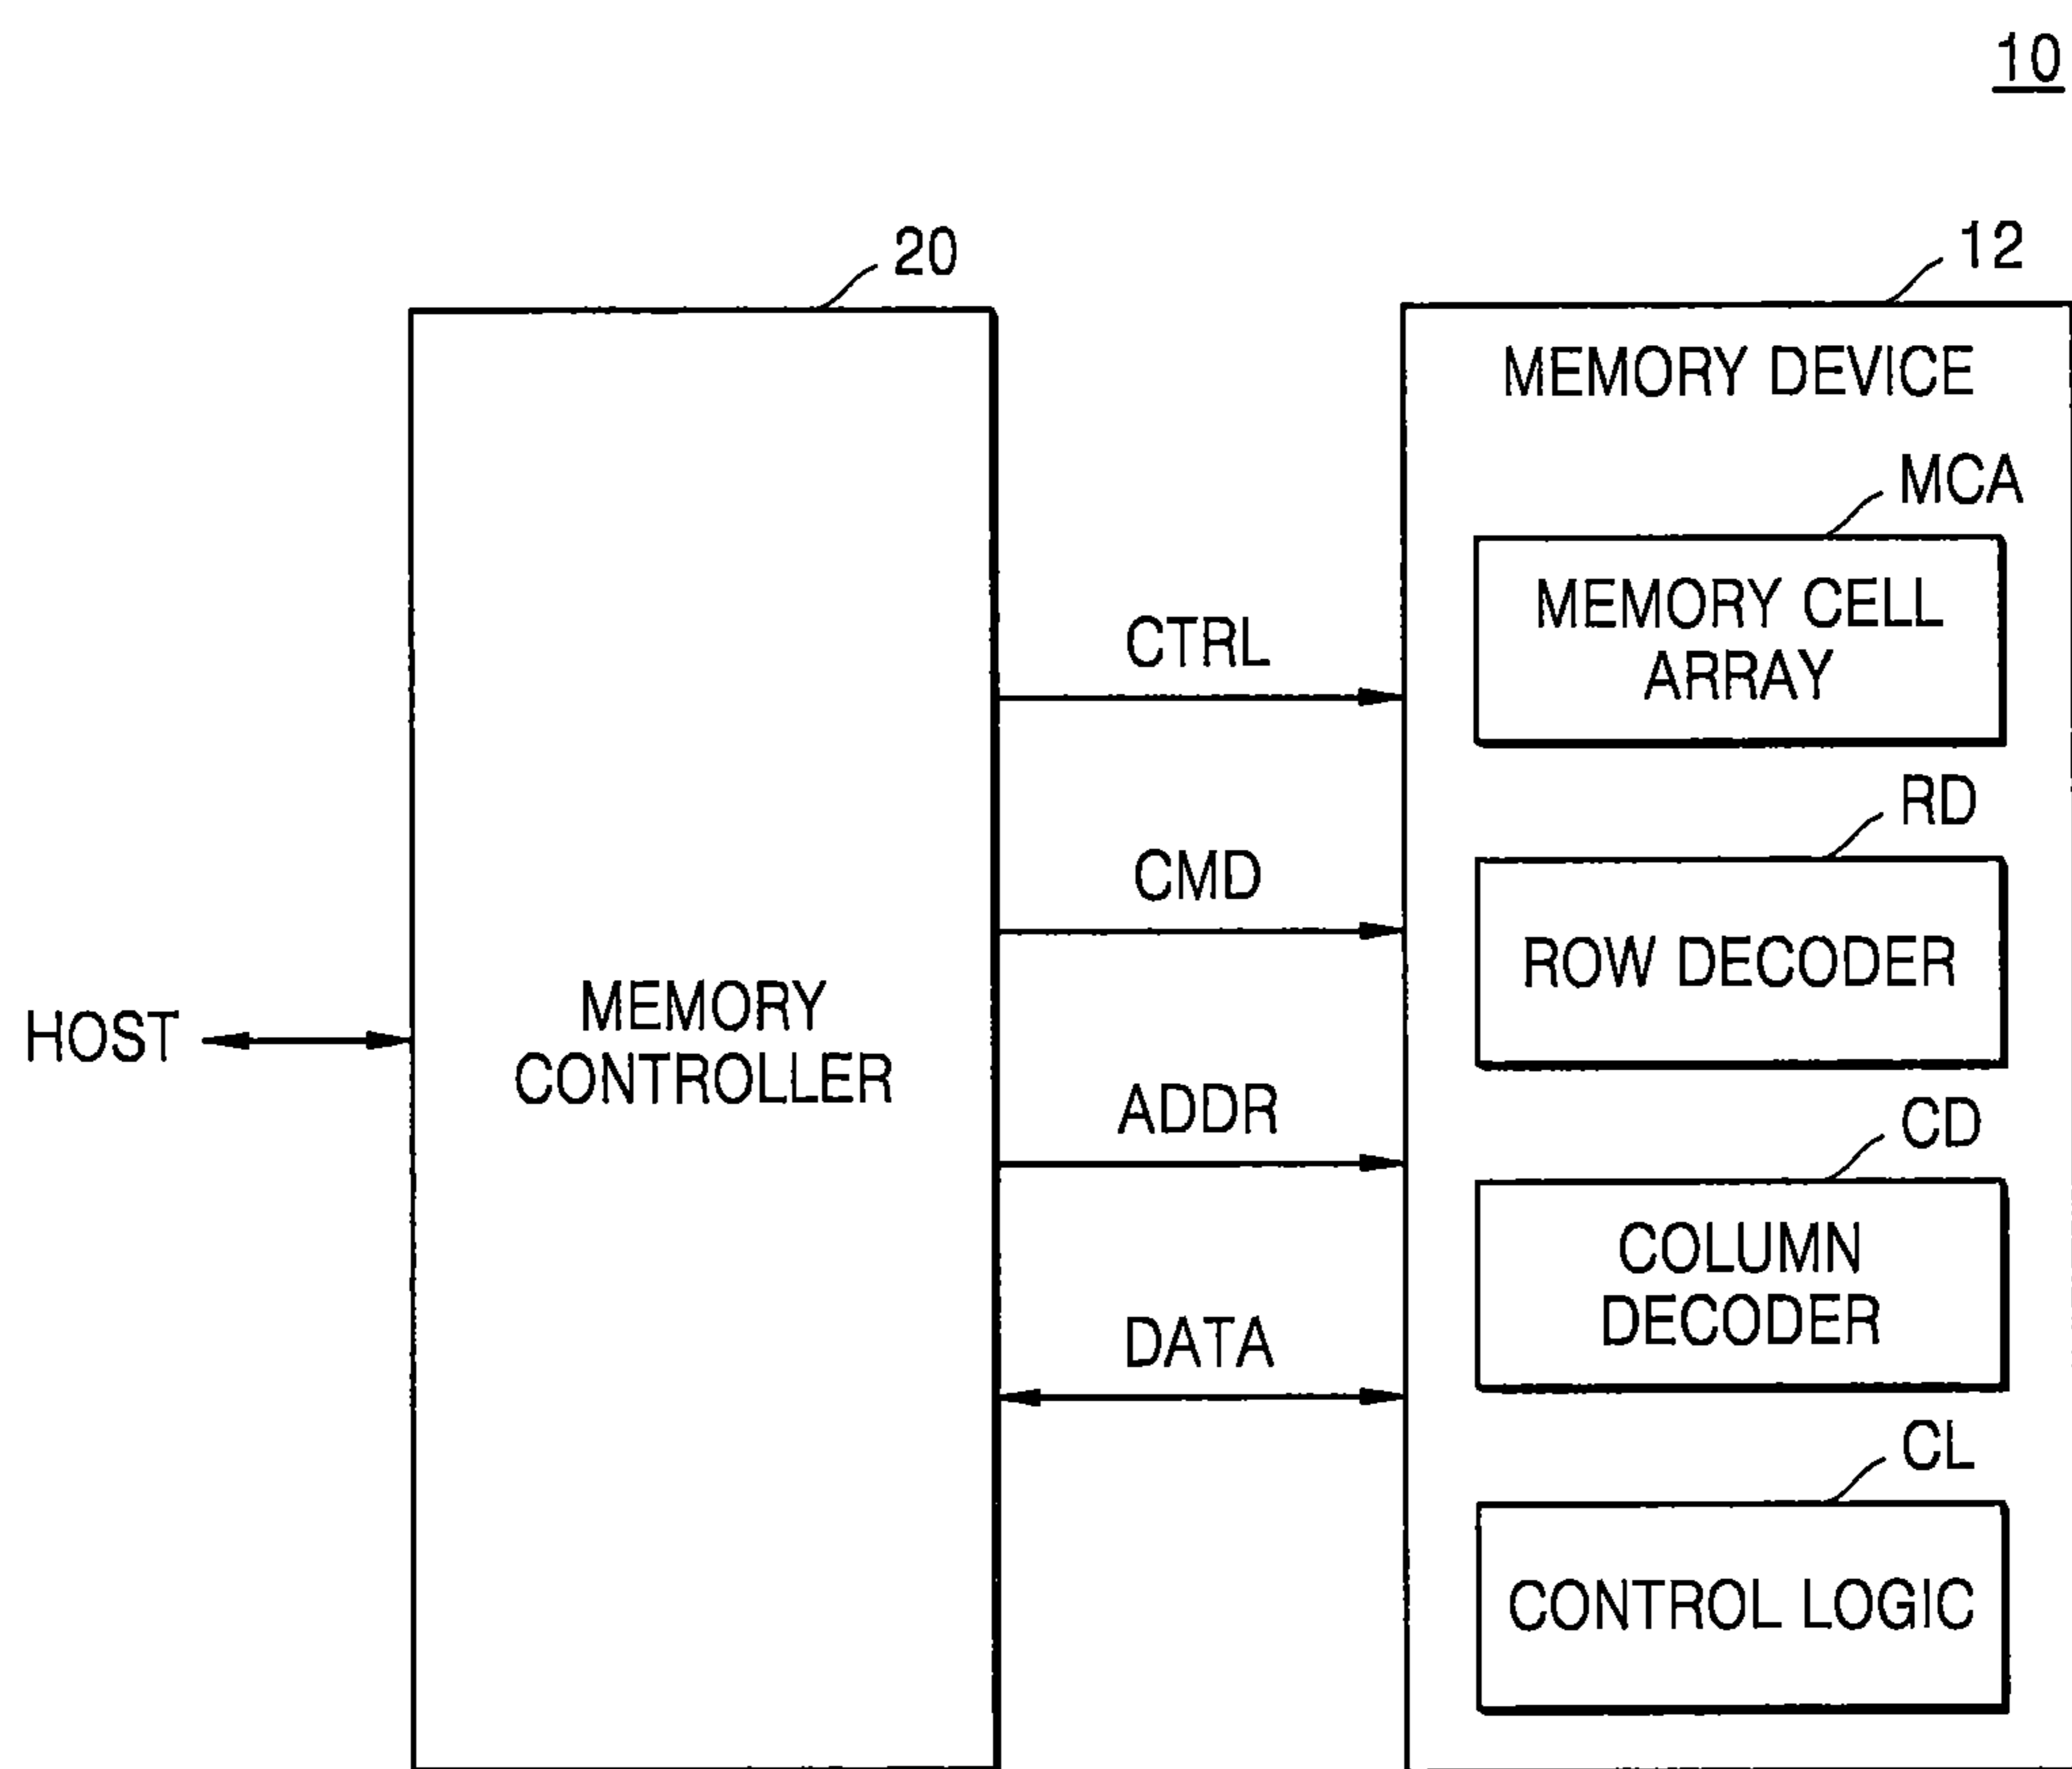 10
20
12
MEMORY DEVICE
MCA
MEMORY CELL
ARRAY
CTRL
RD
CMD
ROW DECODER
HOST
MEMORY
CONTROLLER
ADDR
CD
COLUMN
DECODER
DATA
CL
CONTROL LOGIC